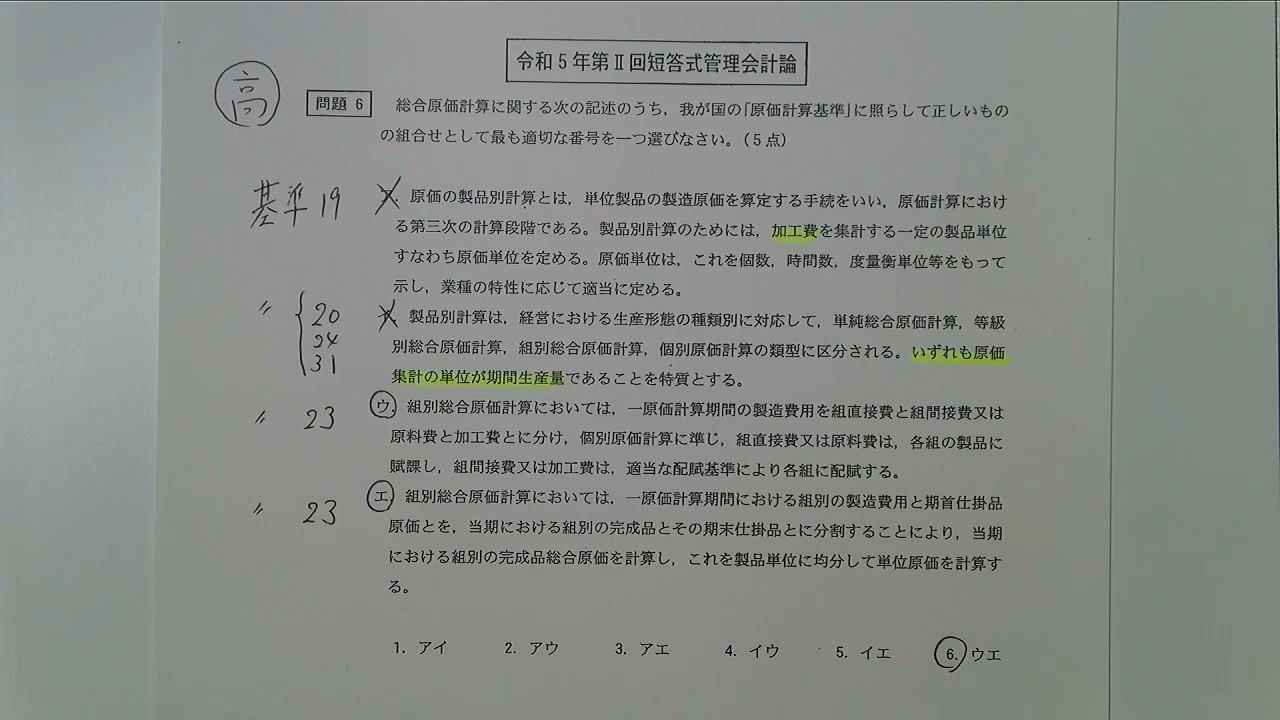 令和5年第Ⅱ回短答式管理会計論
高
問題 6 総合原価計算に関する次の記述のうち，我が国の「原価計算基準」に照らして正しいもの
の組合せとして最も適切な番号を一つ選びなさい。（5点）
基準19 ア．原価の製品別計算とは，単位製品の製造原価を算定する手続をいい，原価計算におけ
る第三次の計算段階である。製品別計算のためには，加工費を集計する一定の製品単位
すなわち原価単位を定める。原価単位は，これを個数，時間数，度量衡単位等をもって
示し，業種の特性に応じて適当に定める。
〃 20 イ．製品別計算は，経営における生産形態の種類別に対応して，単純総合原価計算，等級
24 別総合原価計算，組別総合原価計算，個別原価計算の類型に区分される。いずれも原価
31 集計の単位が期間生産量であることを特質とする。
〃 23 ウ．組別総合原価計算においては，一原価計算期間の製造費用を組直接費と組間接費又は
原料費と加工費とに分け，個別原価計算に準じ，組直接費又は原料費は，各組の製品に
賦課し，組間接費又は加工費は，適当な配賦基準により各組に配賦する。
〃 23 エ．組別総合原価計算においては，一原価計算期間における組別の製造費用と期首仕掛品
原価とを，当期における組別の完成品とその期末仕掛品とに分割することにより，当期
における組別の完成品総合原価を計算し，これを製品単位に均分して単位原価を計算す
る。
1．アイ 2．アウ 3．アエ 4．イウ 5．イエ 6．ウエ